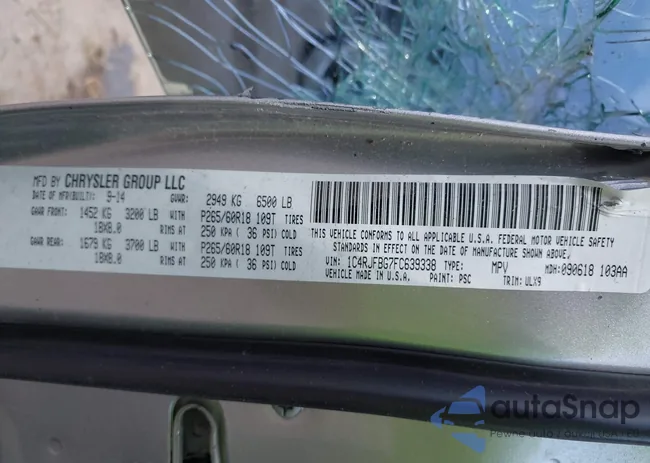 MFD BY CHRYSLER GROUP LLC
DATE OF MFR(BUILT): 9-14 GVWR: 2949 KG 6500 LB
GAWR FRONT: 1452 KG 3200 LB WITH P265/60R18 109T TIRES
18X8.0 RIMS AT 250 KPA ( 36 PSI) COLD
GAWR REAR: 1679 KG 3700 LB WITH P265/60R18 109T TIRES
18X8.0 RIMS AT 250 KPA ( 36 PSI) COLD
THIS VEHICLE CONFORMS TO ALL APPLICABLE U.S.A. FEDERAL MOTOR VEHICLE SAFETY
STANDARDS IN EFFECT ON THE DATE OF MANUFACTURE SHOWN ABOVE.
VIN: 1C4RJFBG7FC639338 TYPE: MPV MDH: 090618 103AA
VEHICLE MADE IN U.S.A. PAINT: PSC TRIM: ULX9
autoSnap
Pewne auto